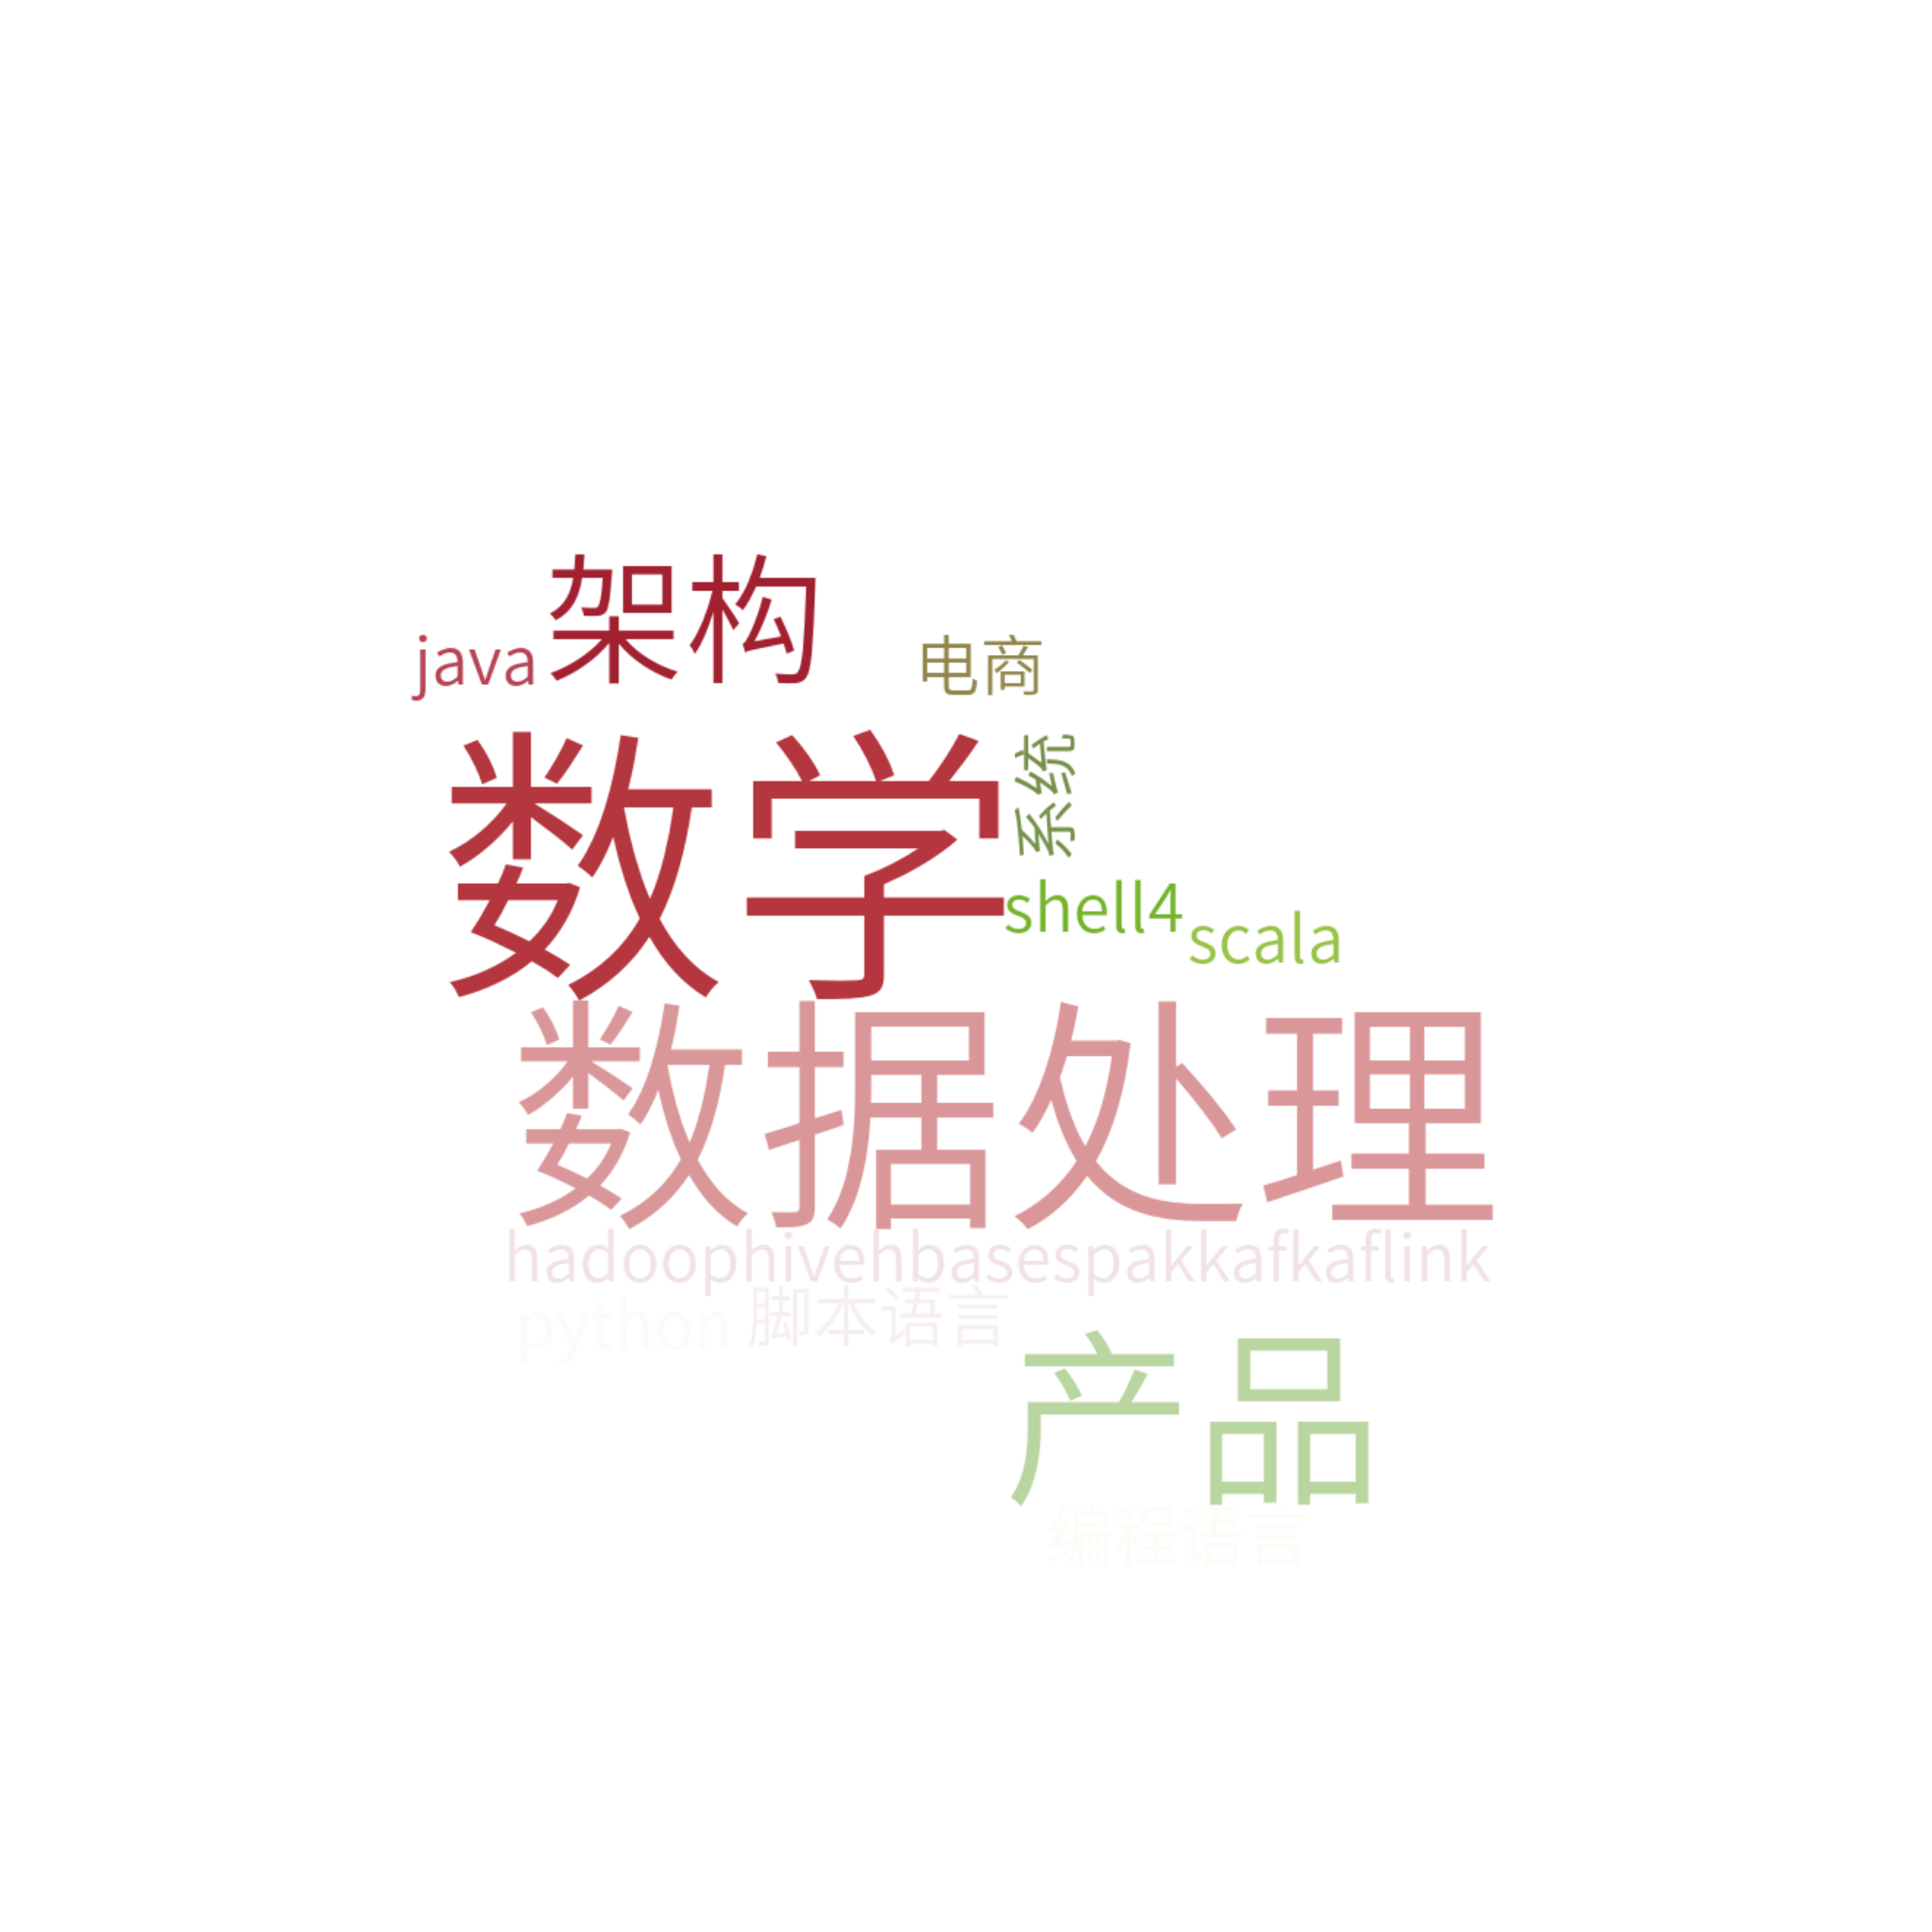 架构
java
电商
数学
系统
shell4
scala
数据处理
hadoophivehbasespakkafkaflink
python
脚本语言
产品
编程语言